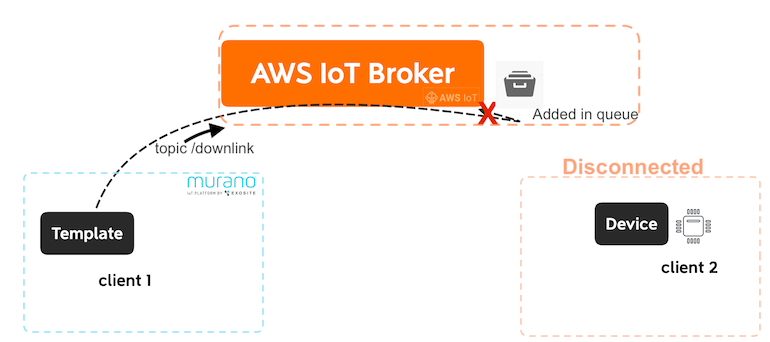 AWS IoT Broker
AWS IoT
Added in queue
topic /downlink
Disconnected
murano
IoT PLATFORM BY EXOSITE
Template
Device
client 1
client 2